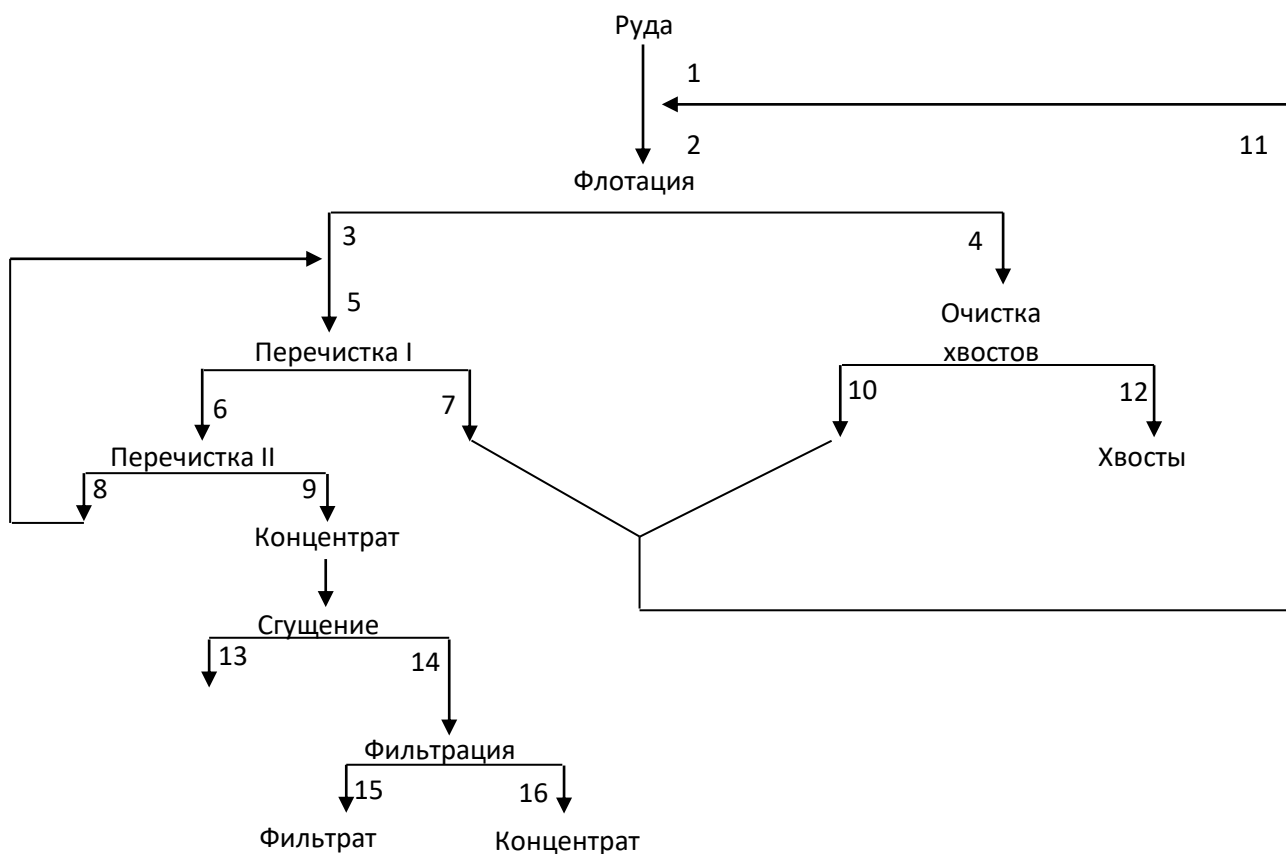 Руда
1
2
11
Флотация
3
4
5
Очистка
хвостов
Перечистка I
6
7
10
12
Перечистка II
Хвосты
8
9
Концентрат
Сгущение
13
14
Фильтрация
15
16
Фильтрат
Концентрат